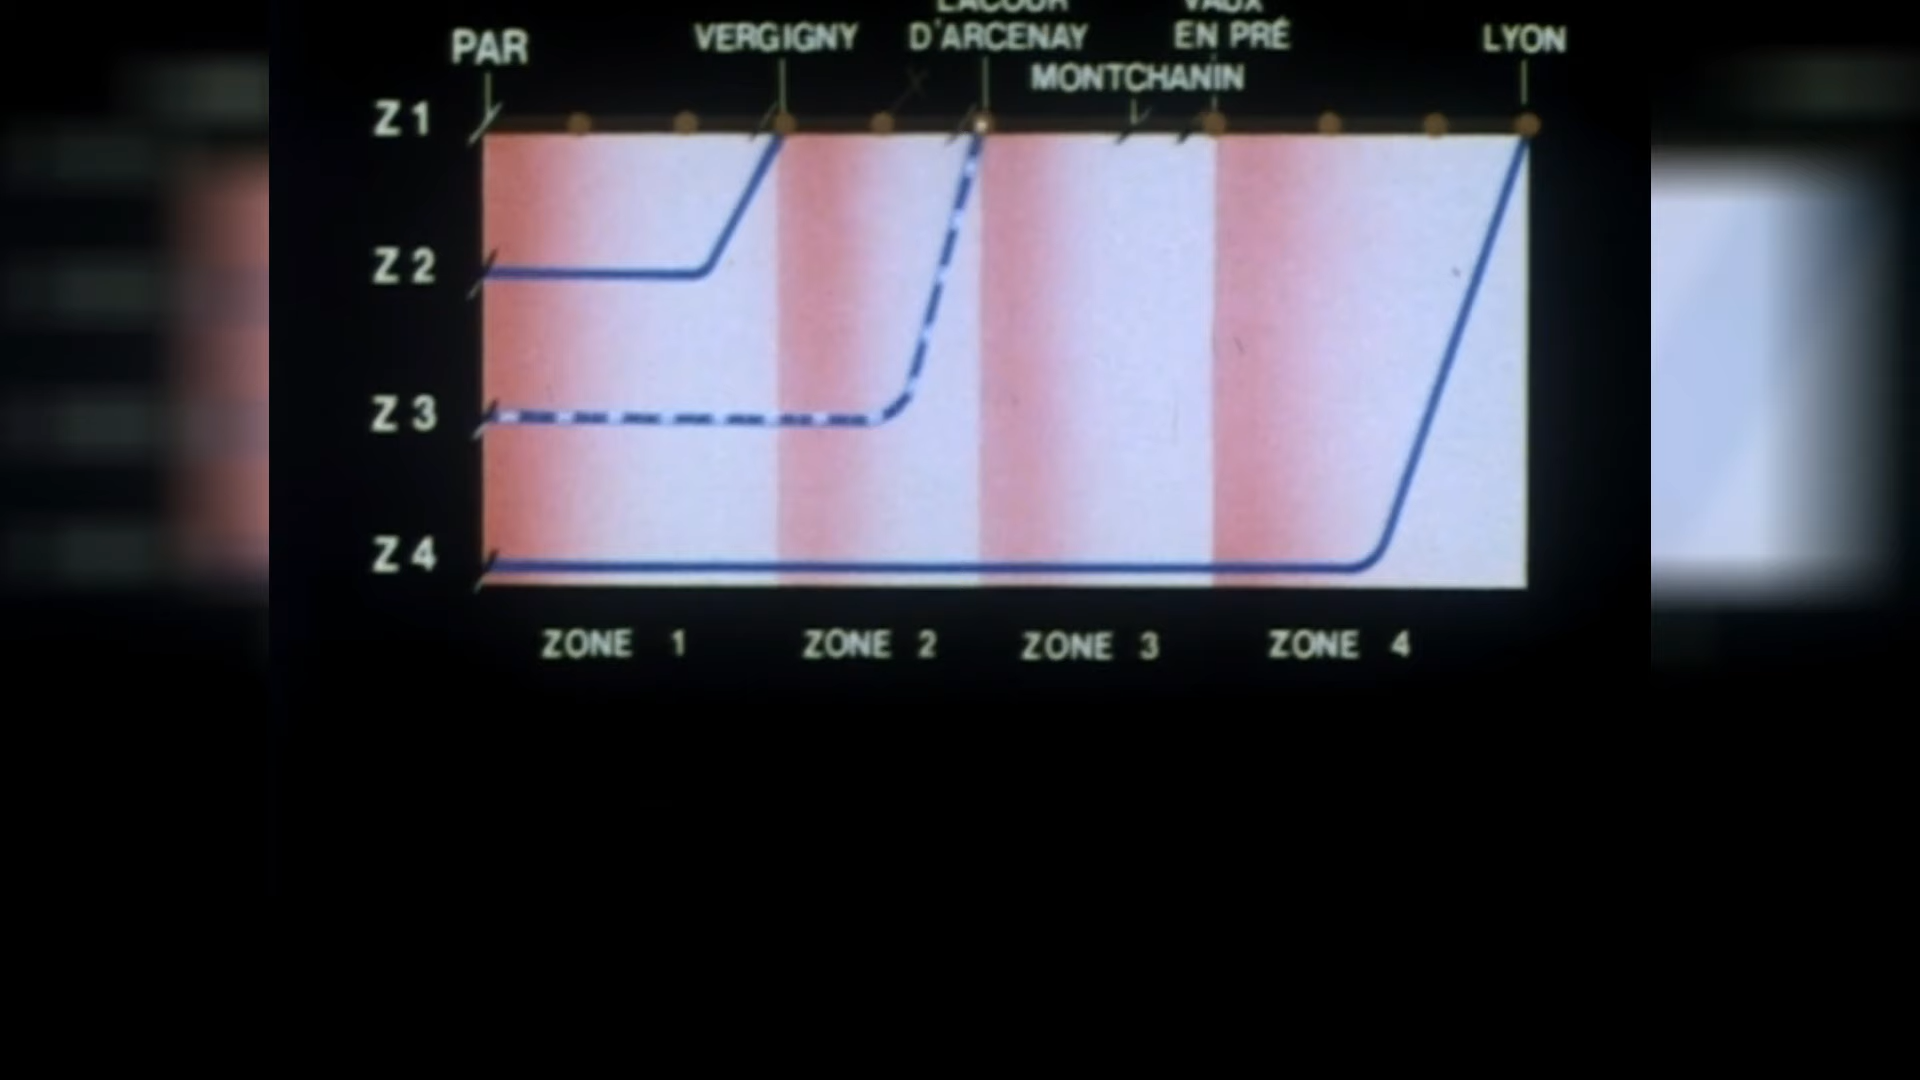 LACOUR
VAUX
PAR
VERGIGNY
D'ARCENAY
EN PRÉ
LYON
MONTCHANIN
Z 1
Z 2
Z 3
Z 4
ZONE 1
ZONE 2
ZONE 3
ZONE 4